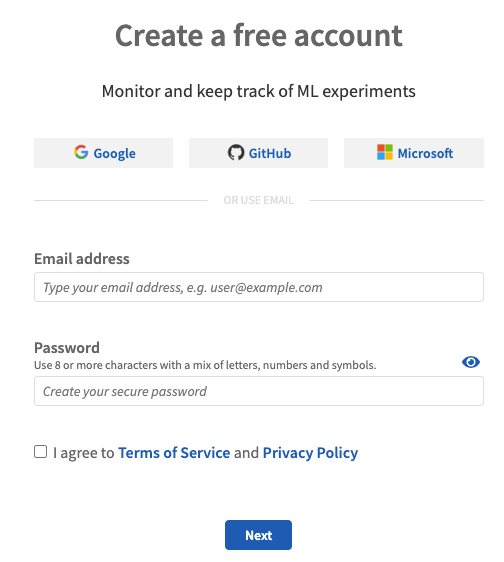 Create a free account
Monitor and keep track of ML experiments
Google GitHub Microsoft
OR USE EMAIL
Email address
Type your email address, e.g. user@example.com
Password
Use 8 or more characters with a mix of letters, numbers and symbols.
Create your secure password
I agree to Terms of Service and Privacy Policy
Next